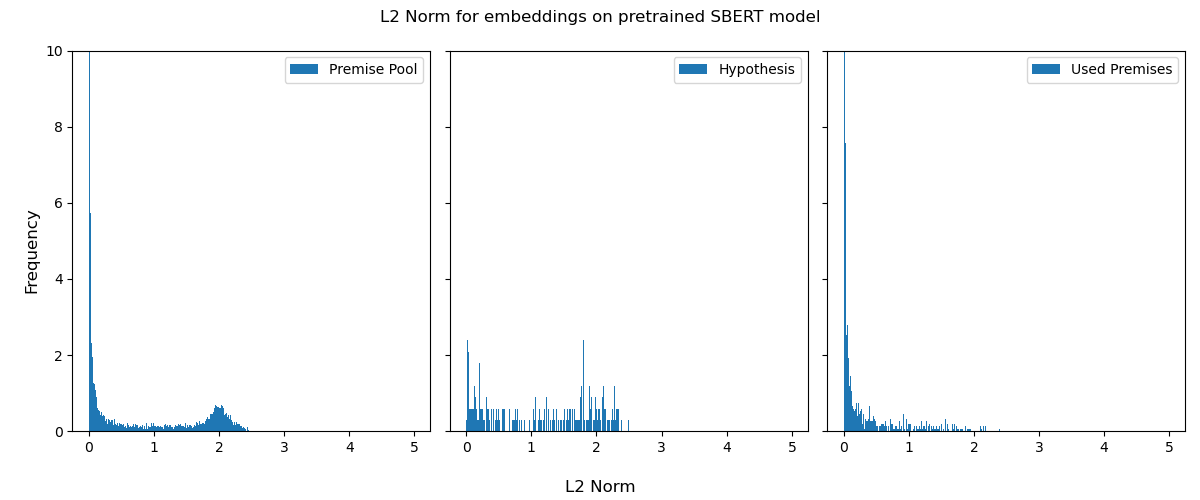 L2 Norm for embeddings on pretrained SBERT model
Premise Pool
Hypothesis
Used Premises
Frequency
10
8
6
4
2
0
0 1 2 3 4 5
0 1 2 3 4 5
0 1 2 3 4 5
L2 Norm